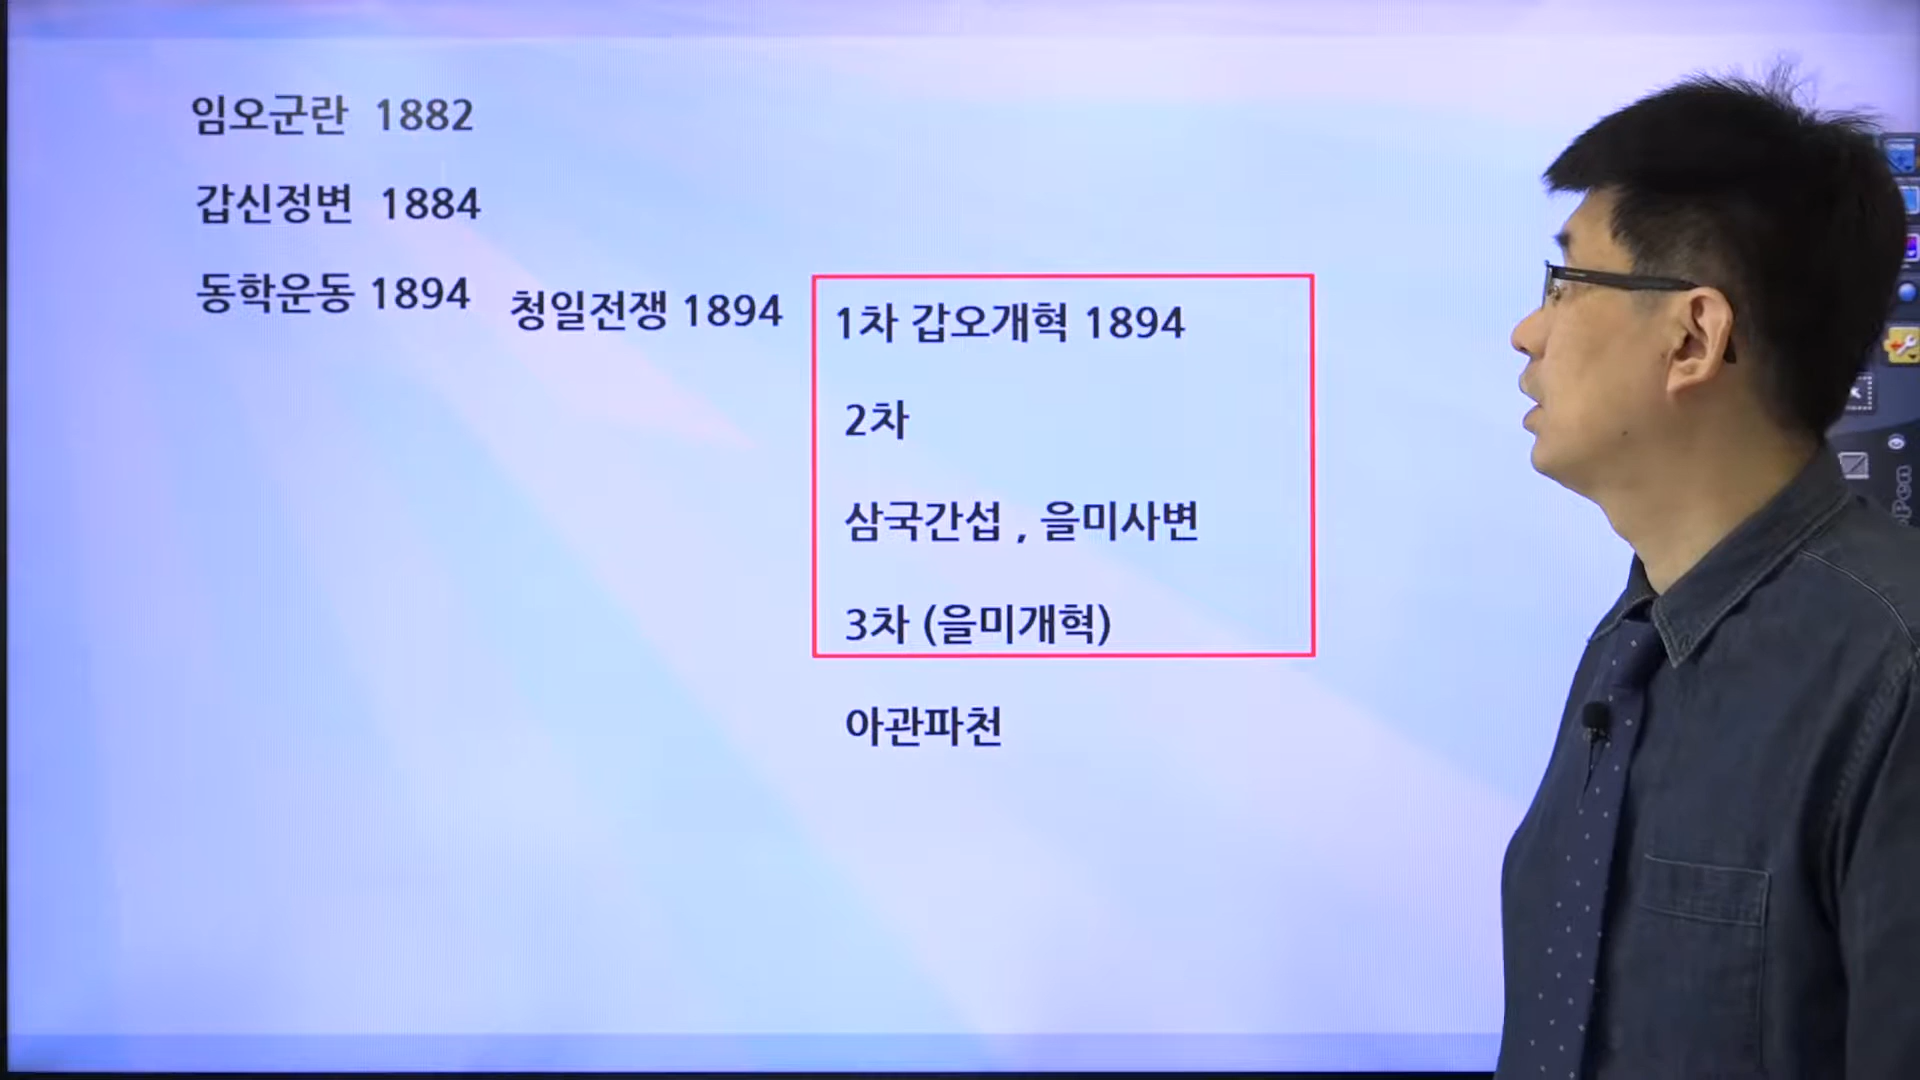 임오군란 1882
갑신정변 1884
동학운동 1894
청일전쟁 1894
1차 갑오개혁 1894
2차
삼국간섭 , 을미사변
3차 (을미개혁)
아관파천